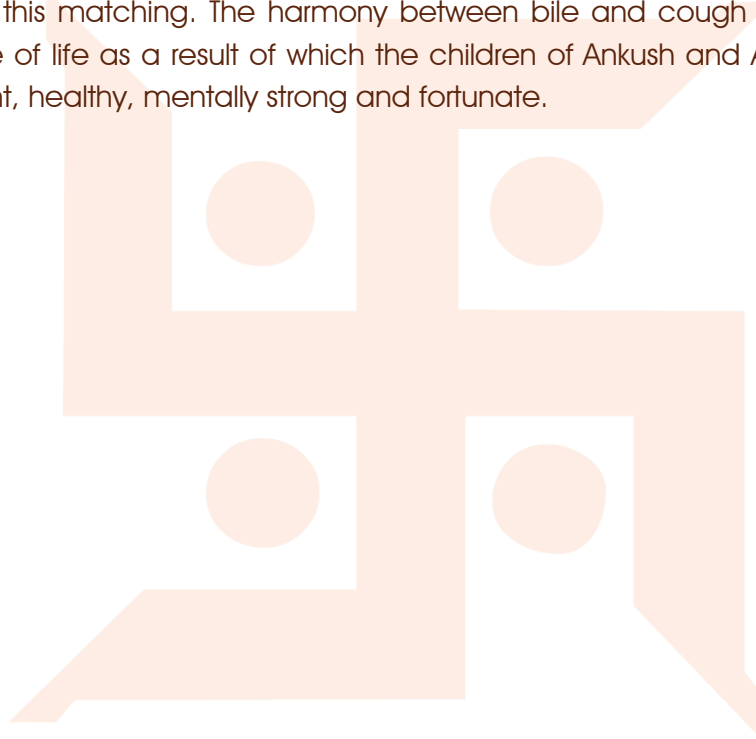 this matching. The harmony between bile and cough
of life as a result of which the children of Ankush and
healthy, mentally strong and fortunate.